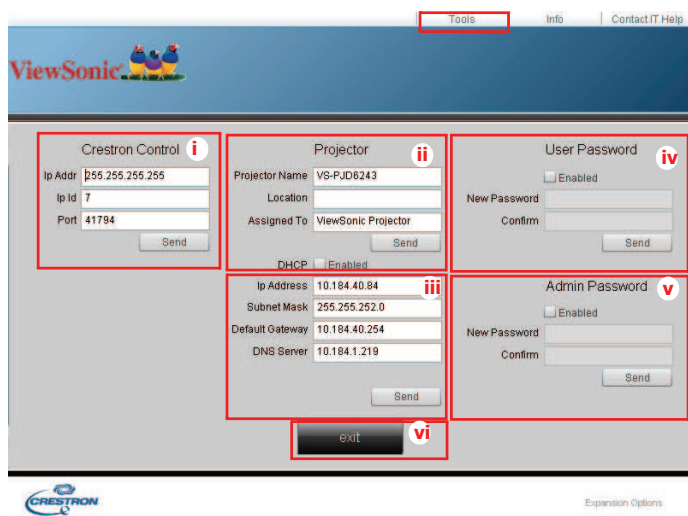 Tools Info Contact IT Help
ViewSonic
Crestron Control i
Ip Addr 255.255.255.255
Ip Id 7
Port 41794
Send
Projector ii
Projector Name VS-PJD6243
Location
Assigned To ViewSonic Projector
Send
DHCP Enabled
iii
Ip Address 10.184.40.84
Subnet Mask 255.255.252.0
Default Gateway 10.184.40.254
DNS Server 10.184.1.219
Send
User Password iv
Enabled
New Password
Confirm
Send
Admin Password v
Enabled
New Password
Confirm
Send
exit vi
CRESTRON
Expansion Options